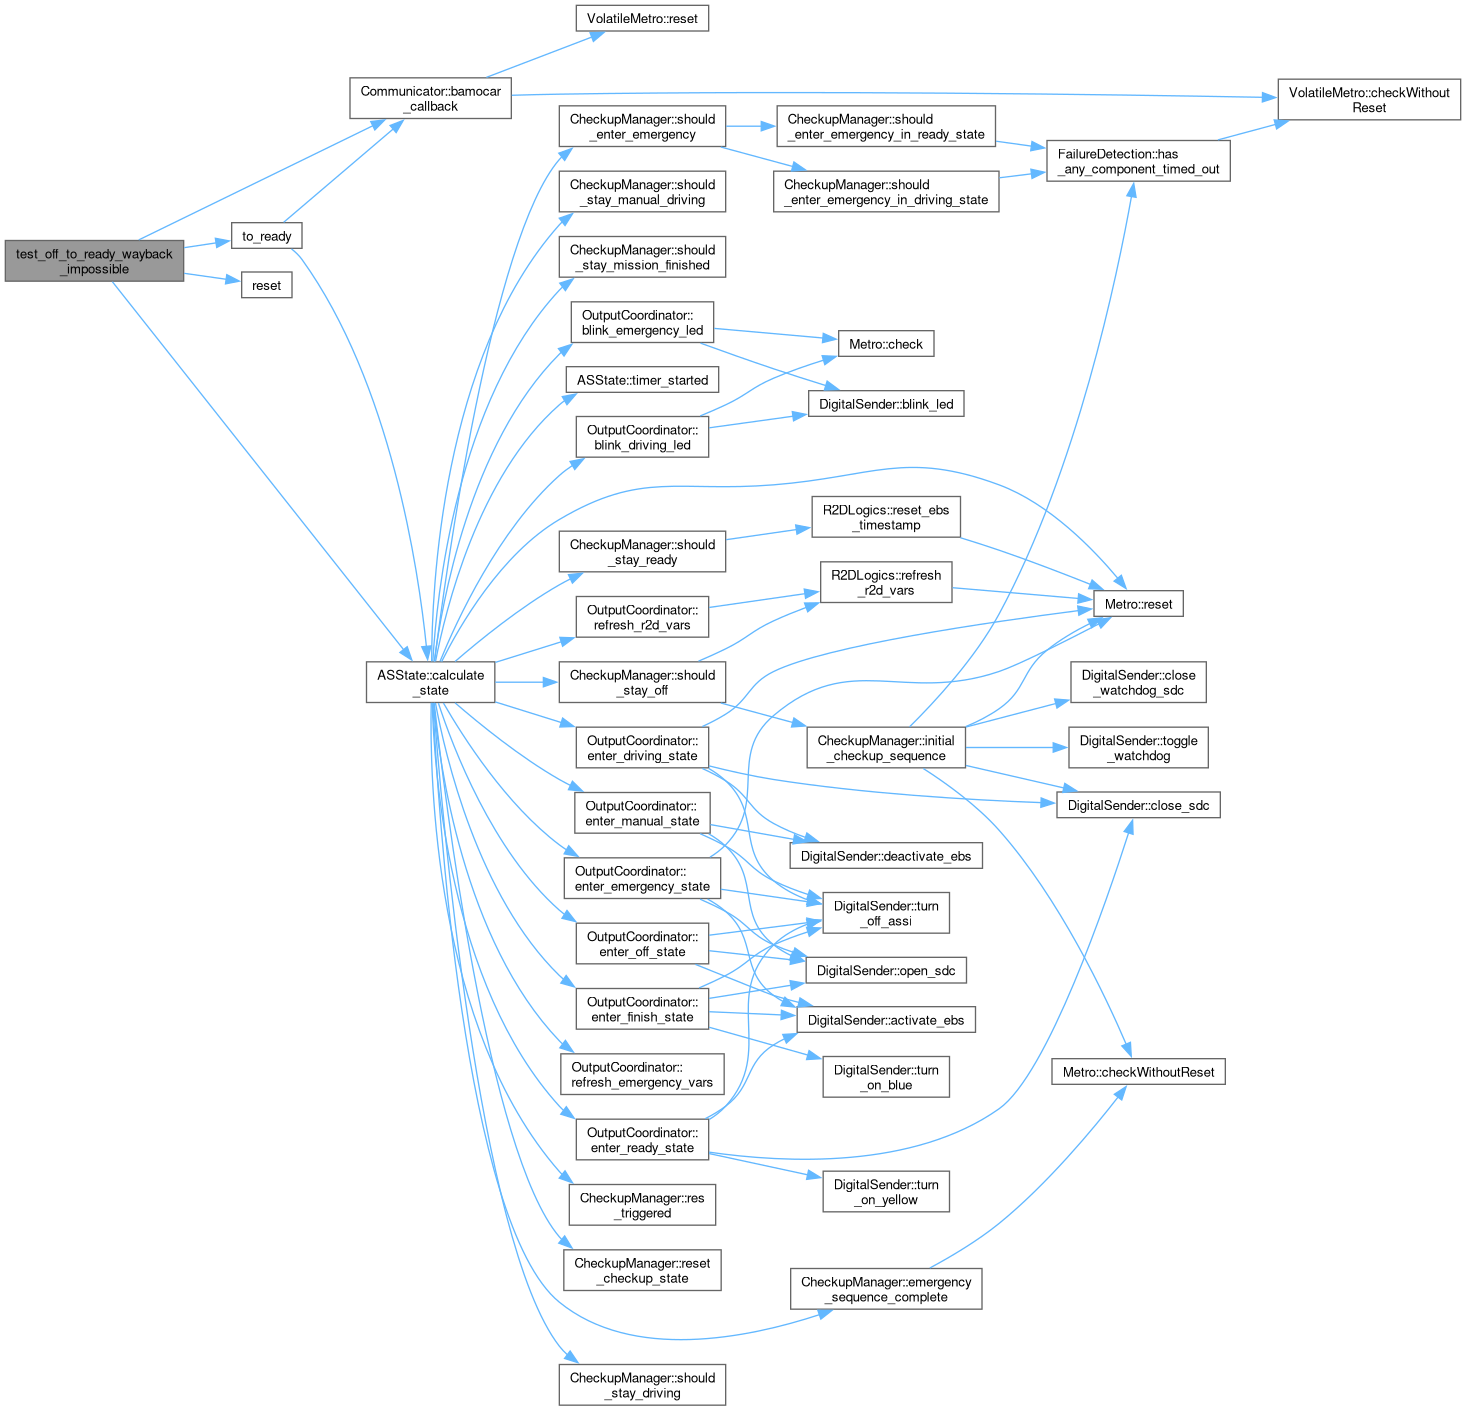 VolatileMetro::reset
Communicator::bamocar
_callback
VolatileMetro::checkWithout
Reset
CheckupManager::should
_enter_emergency
CheckupManager::should
_enter_emergency_in_ready_state
FailureDetection::has
_any_component_timed_out
CheckupManager::should
_stay_manual_driving
CheckupManager::should
_enter_emergency_in_driving_state
to_ready
test_off_to_ready_wayback
_impossible
CheckupManager::should
_stay_mission_finished
reset
OutputCoordinator::
blink_emergency_led
Metro::check
ASState::timer_started
DigitalSender::blink_led
OutputCoordinator::
blink_driving_led
R2DLogics::reset_ebs
_timestamp
CheckupManager::should
_stay_ready
R2DLogics::refresh
_r2d_vars
Metro::reset
OutputCoordinator::
refresh_r2d_vars
ASState::calculate
_state
CheckupManager::should
_stay_off
DigitalSender::close
_watchdog_sdc
OutputCoordinator::
enter_driving_state
CheckupManager::initial
_checkup_sequence
DigitalSender::toggle
_watchdog
OutputCoordinator::
enter_manual_state
DigitalSender::close_sdc
DigitalSender::deactivate_ebs
OutputCoordinator::
enter_emergency_state
DigitalSender::turn
_off_assi
OutputCoordinator::
enter_off_state
DigitalSender::open_sdc
OutputCoordinator::
enter_finish_state
DigitalSender::activate_ebs
OutputCoordinator::
refresh_emergency_vars
DigitalSender::turn
_on_blue
Metro::checkWithoutReset
OutputCoordinator::
enter_ready_state
DigitalSender::turn
_on_yellow
CheckupManager::res
_triggered
CheckupManager::reset
_checkup_state
CheckupManager::emergency
_sequence_complete
CheckupManager::should
_stay_driving